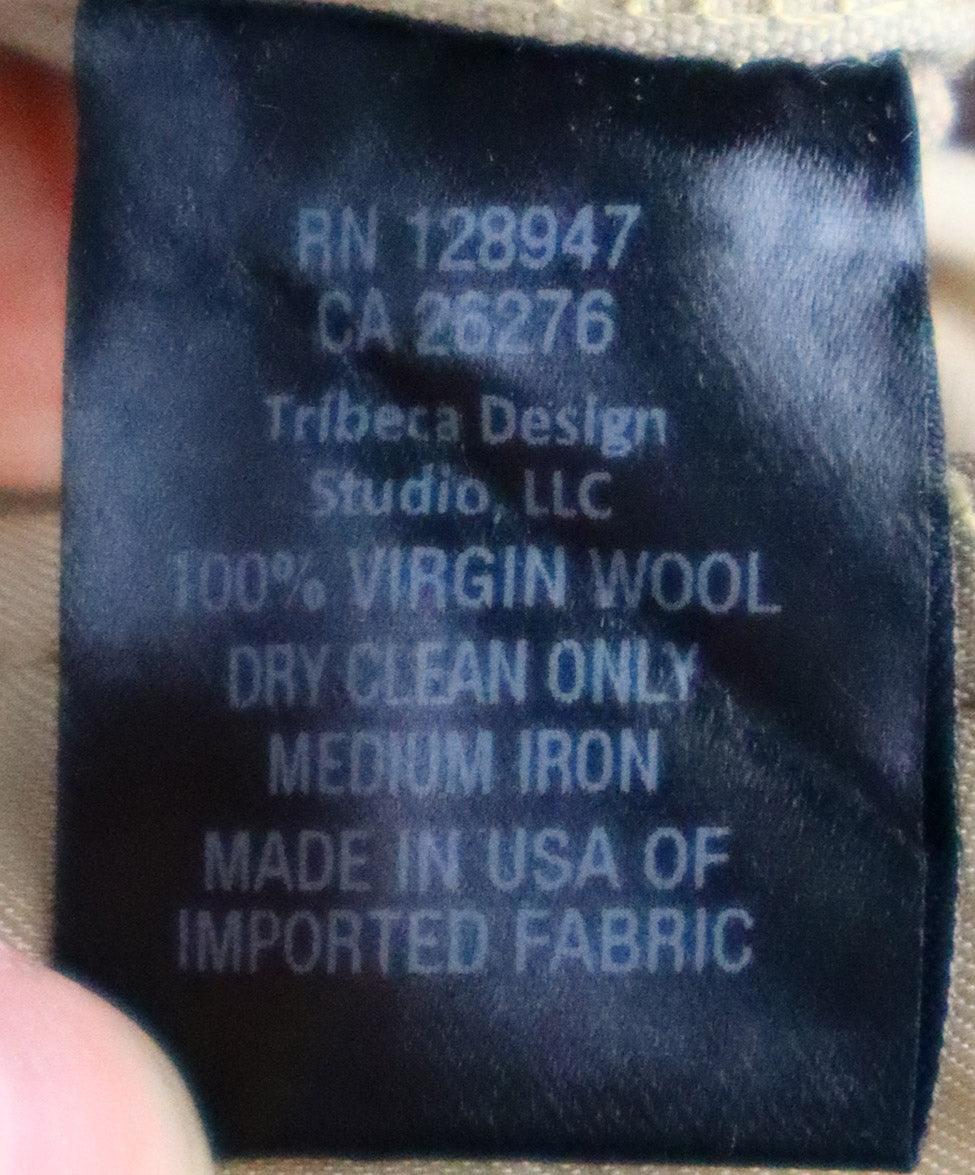 RN 128947
CA 26276
Tribeca Design
Studio, LLC
100% VIRGIN WOOL
DRY CLEAN ONLY
MEDIUM IRON
MADE IN USA OF
IMPORTED FABRIC